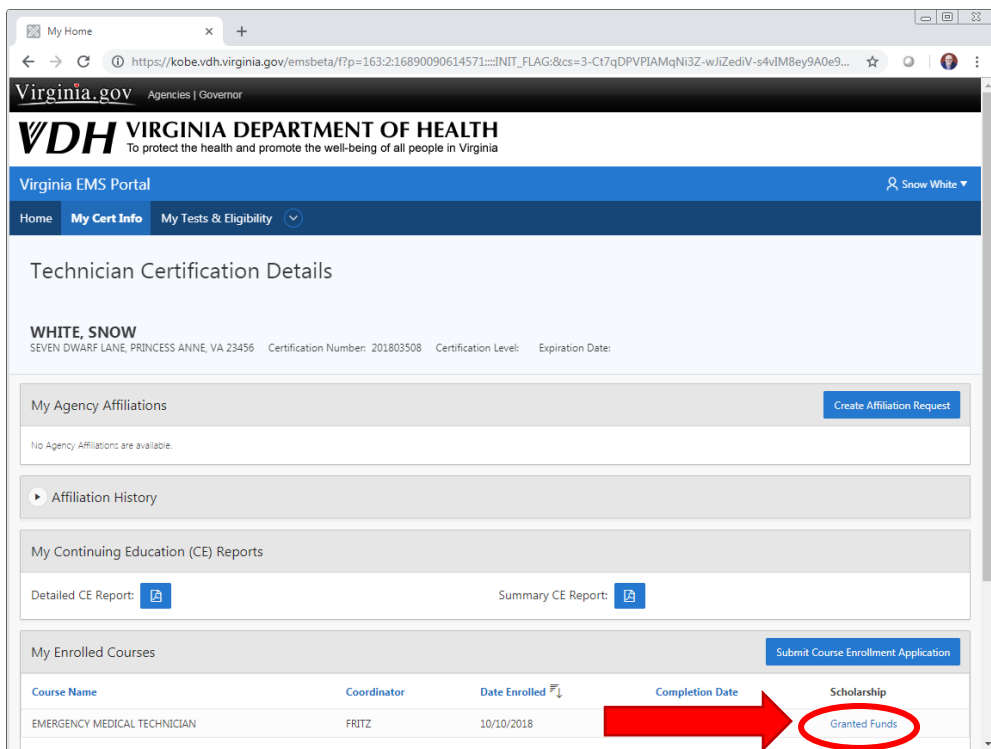 My Home
https://kobe.vdh.virginia.gov/emsbeta/f?p=163:2:16890090614571::::INIT_FLAG:&cs=3-Ct7qDPVPIAMqNi3Z-wJiZediV-s4vIM8ey9A0e9...
Virginia.gov Agencies | Governor
VDH VIRGINIA DEPARTMENT OF HEALTH
To protect the health and promote the well-being of all people in Virginia
Virginia EMS Portal Snow White
Home My Cert Info My Tests & Eligibility
Technician Certification Details
WHITE, SNOW
SEVEN DWARF LANE, PRINCESS ANNE, VA 23456 Certification Number: 201803508 Certification Level: Expiration Date:
My Agency Affiliations Create Affiliation Request
No Agency Affiliations are available.
Affiliation History
My Continuing Education (CE) Reports
Detailed CE Report: Summary CE Report:
My Enrolled Courses Submit Course Enrollment Application
Course Name Coordinator Date Enrolled Completion Date Scholarship
EMERGENCY MEDICAL TECHNICIAN FRITZ 10/10/2018 Granted Funds